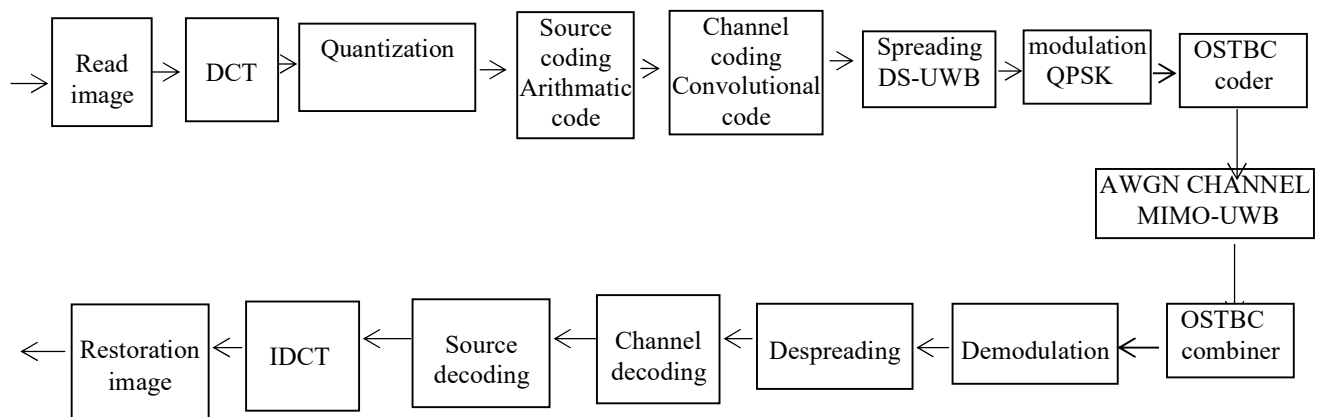 Read
image
DCT
Quantization
Source
coding
Arithmatic
code
Channel
coding
Convolutional
code
Spreading
DS-UWB
modulation
QPSK
OSTBC
coder
AWGN CHANNEL
MIMO-UWB
OSTBC
combiner
Demodulation
Despreading
Channel
decoding
Source
decoding
IDCT
Restoration
image